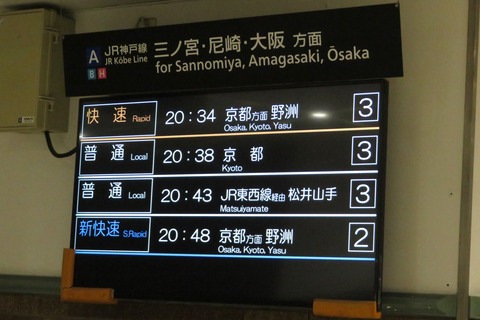 A JR神戸線 三ノ宮・尼崎・大阪 方面
B H JR Kōbe Line for Sannomiya, Amagasaki, Ōsaka
快速 Rapid 20:34 京都方面 野洲 3
Osaka, Kyoto, Yasu
普通 Local 20:38 京都 3
Kyoto
普通 Local 20:43 JR東西線経由 松井山手 3
Matsuiyamate
新快速 S.Rapid 20:48 京都方面 野洲 2
Osaka, Kyoto, Yasu